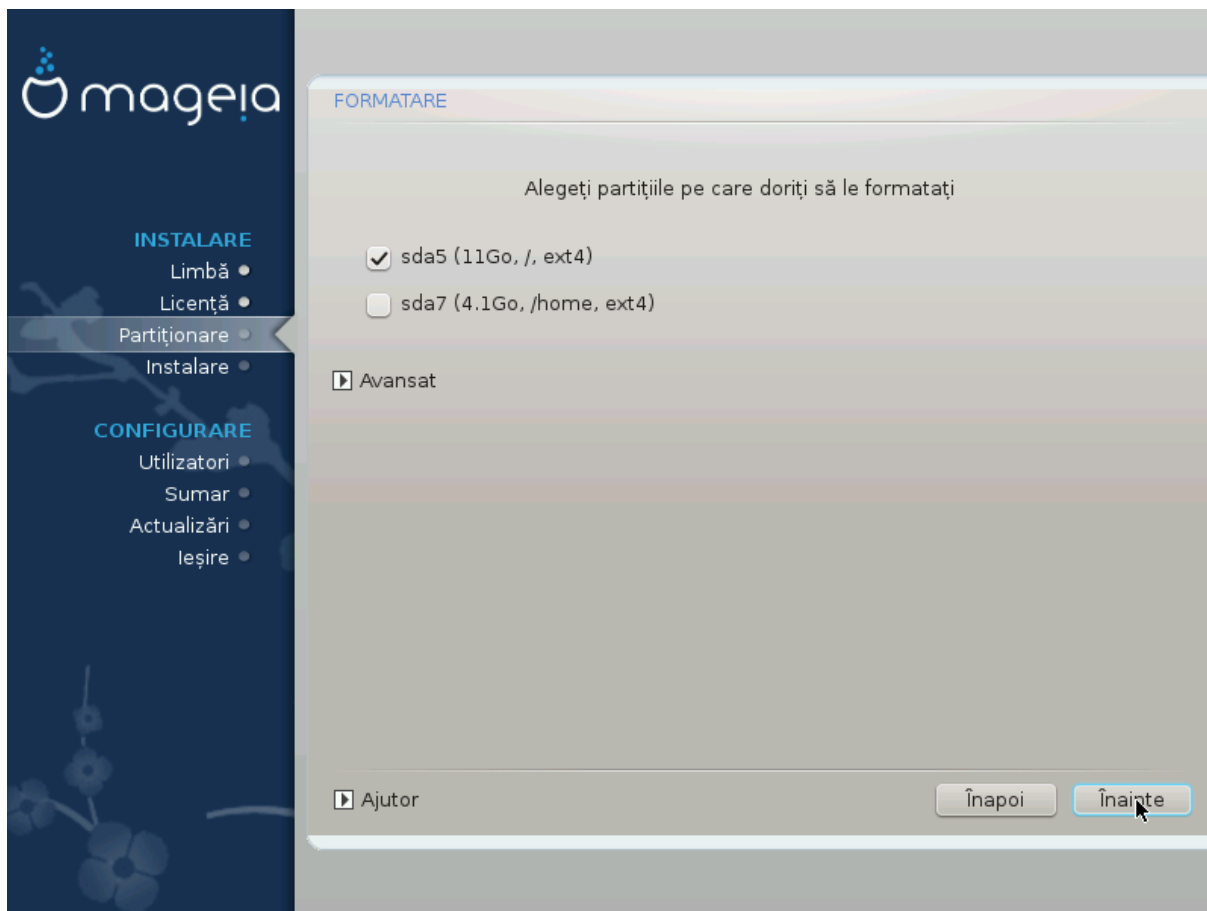 mageia
INSTALARE
Limbă
Licență
Partiționare
Instalare
CONFIGURARE
Utilizatori
Sumar
Actualizări
Ieșire
FORMATARE
Alegeți partițiile pe care doriți să le formatați
sda5 (11Go, /, ext4)
sda7 (4.1Go, /home, ext4)
Avansat
Ajutor
Înapoi
Înainte